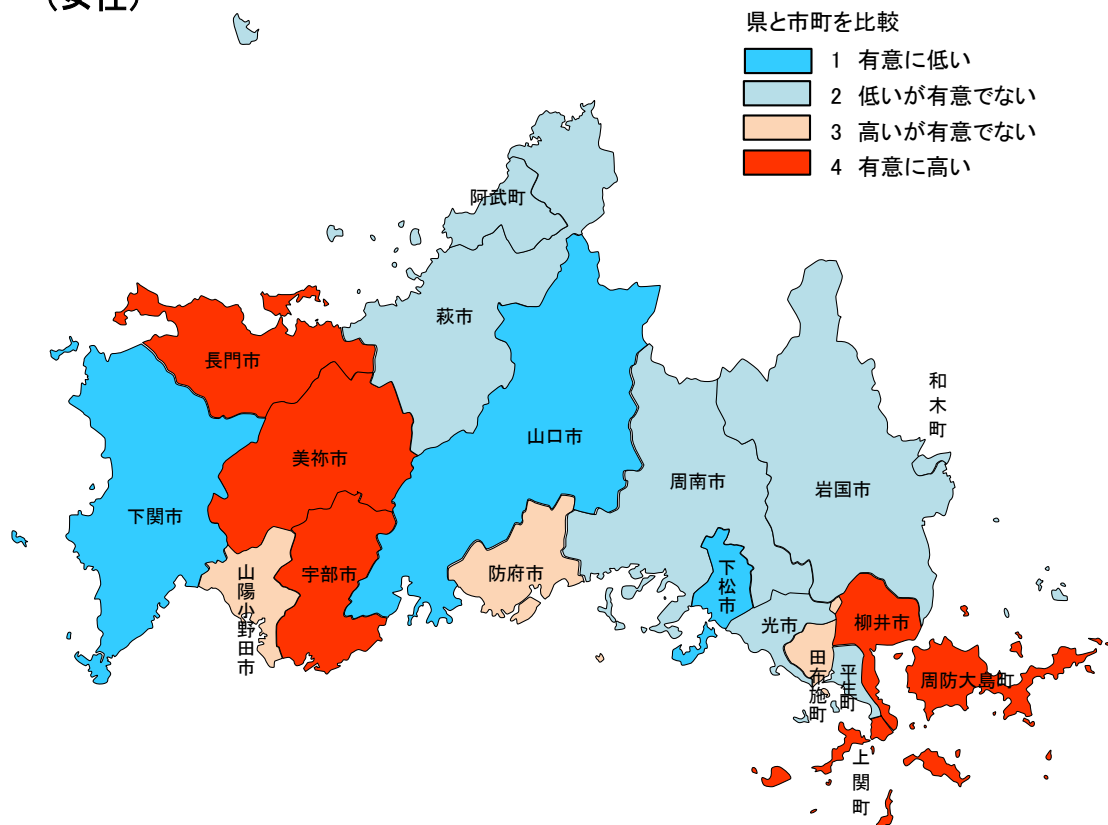 （女性）
県と市町を比較
1 有意に低い
2 低いが有意でない
3 高いが有意でない
4 有意に高い
阿武町
萩市
長門市
和木町
山口市
美祢市
周南市
岩国市
下関市
防府市
宇部市
山陽小野田市
下松市
光市
柳井市
田布施町
平生町
周防大島町
上関町